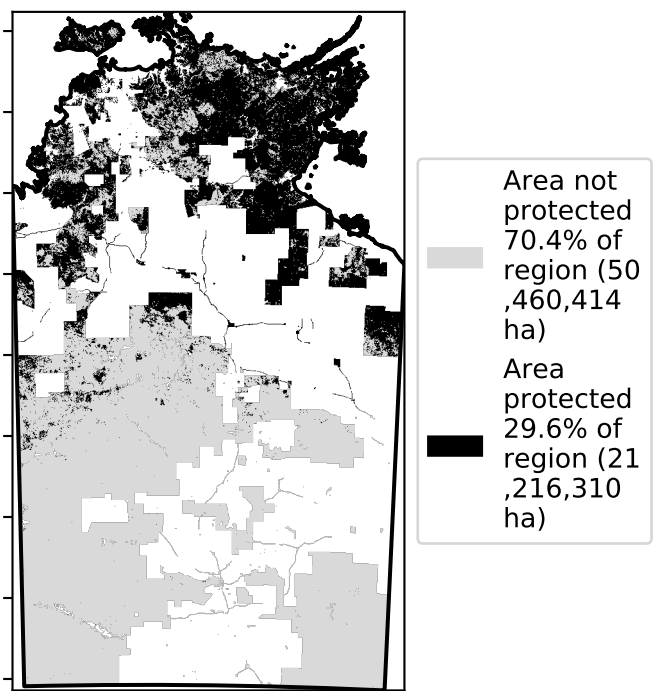 Area not
protected
70.4% of
region (50
,460,414
ha)
Area
protected
29.6% of
region (21
,216,310
ha)